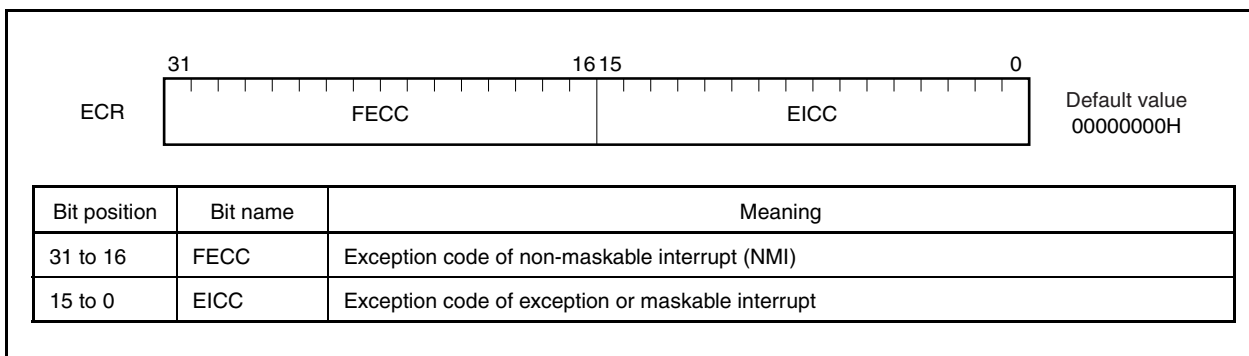 31 16 15 0
ECR FECC EICC Default value
00000000H
Bit position Bit name Meaning
31 to 16 FECC Exception code of non-maskable interrupt (NMI)
15 to 0 EICC Exception code of exception or maskable interrupt